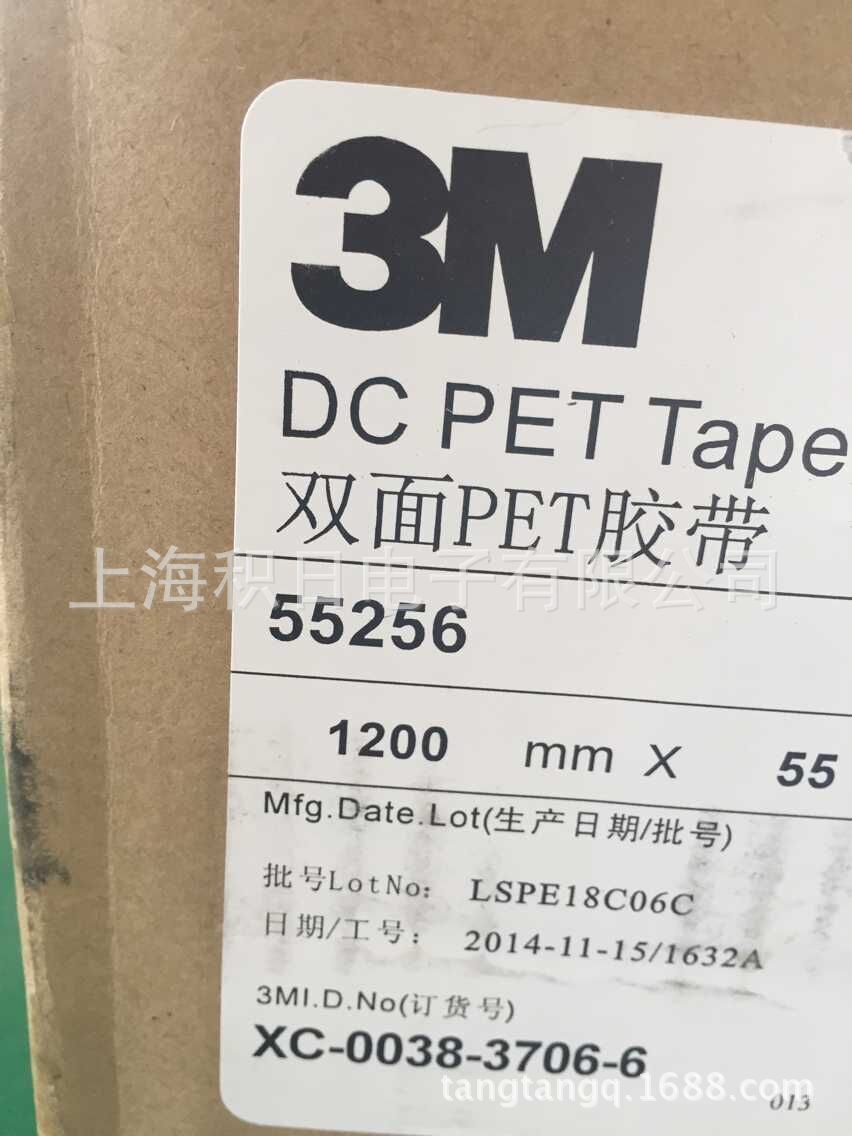 3M
DC PET Tape
双面PET胶带
上海积日电子有限公司
55256
1200 mm X 55
Mfg.Date.Lot(生产日期/批号)
批号LotNo: LSPE18C06C
日期/工号: 2014-11-15/1632A
3MI.D.No(订货号)
XC-0038-3706-6
tangtangq.1688.com
013